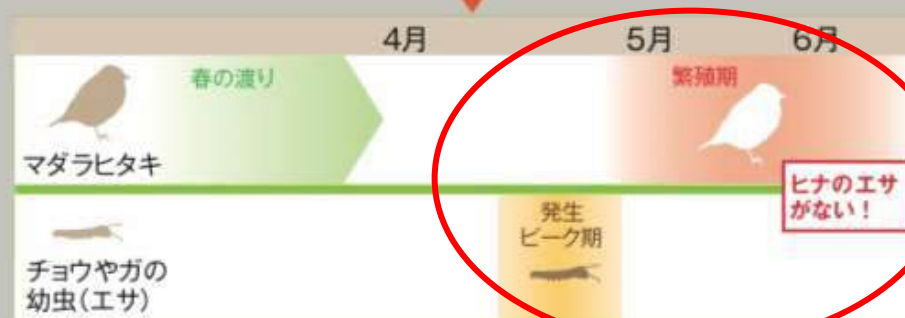 4月 5月 6月
春の渡り
繁殖期
マダラヒタキ
ヒナのエサ
がない！
発生
ピーク期
チョウやガの
幼虫(エサ)